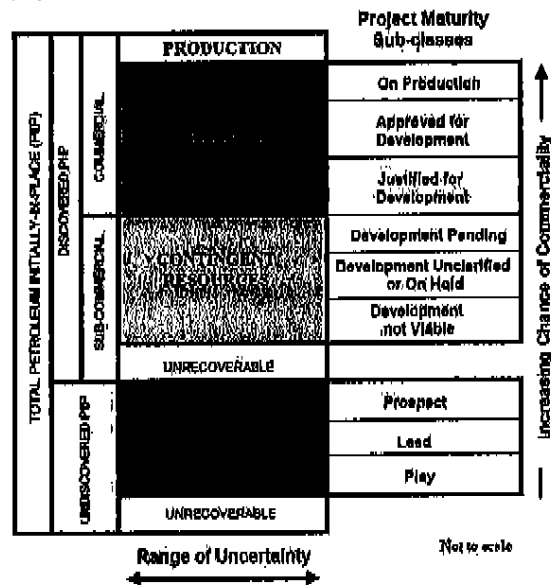 Project Maturity
Sub-classes
PRODUCTION
On Production
Approved for
Development
Justified for
Development
CONTINGENT
RESOURCES
Development Pending
Development Unclarified
or On Hold
Development
not Viable
UNRECOVERABLE
Prospect
Lead
Play
UNRECOVERABLE
TOTAL PETROLEUM INITIALLY-IN-PLACE (PIIP)
DISCOVERED PIIP
COMMERCIAL
SUB-COMMERCIAL
UNDISCOVERED PIIP
Increasing Chance of Commerciality
Range of Uncertainty
Not to scale